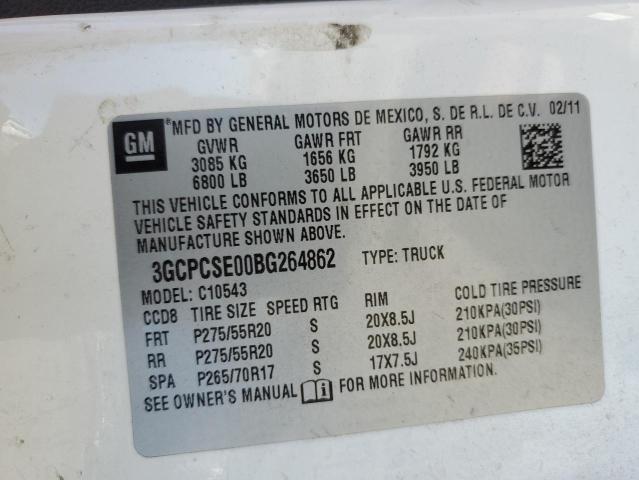 GM
*MFD BY GENERAL MOTORS DE MEXICO, S. DE R.L. DE C.V. 02/11
GVWR GAWR FRT GAWR RR
3085 KG 1656 KG 1792 KG
6800 LB 3650 LB 3950 LB
THIS VEHICLE CONFORMS TO ALL APPLICABLE U.S. FEDERAL MOTOR
VEHICLE SAFETY STANDARDS IN EFFECT ON THE DATE OF
MANUFACTURE SHOWN ABOVE.
3GCPCSE00BG264862 TYPE: TRUCK
MODEL: C10543
CCD8 TIRE SIZE SPEED RTG RIM COLD TIRE PRESSURE
FRT P275/55R20 S 20X8.5J 210KPA(30PSI)
RR P275/55R20 S 20X8.5J 210KPA(30PSI)
SPA P265/70R17 S 17X7.5J 240KPA(35PSI)
SEE OWNER'S MANUAL i FOR MORE INFORMATION.